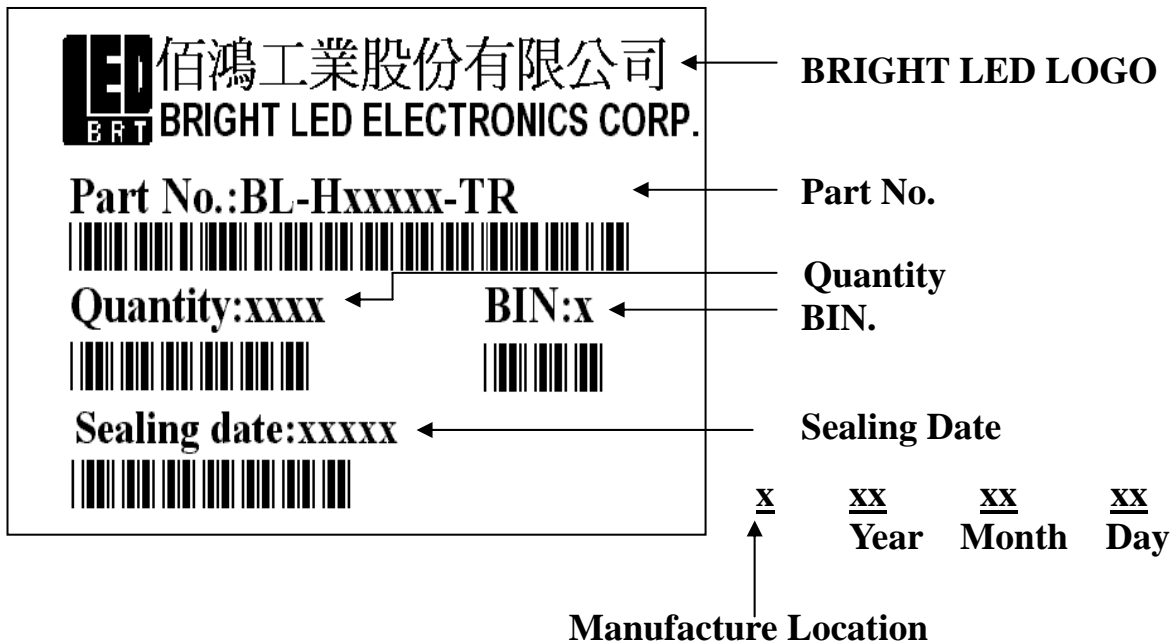 LED 佰鴻工業股份有限公司
BRT BRIGHT LED ELECTRONICS CORP.
BRIGHT LED LOGO
Part No.:BL-Hxxxxx-TR
Part No.
Quantity:xxxx
BIN:x
Quantity
BIN.
Sealing date:xxxxx
Sealing Date
x xx xx xx
Year Month Day
Manufacture Location